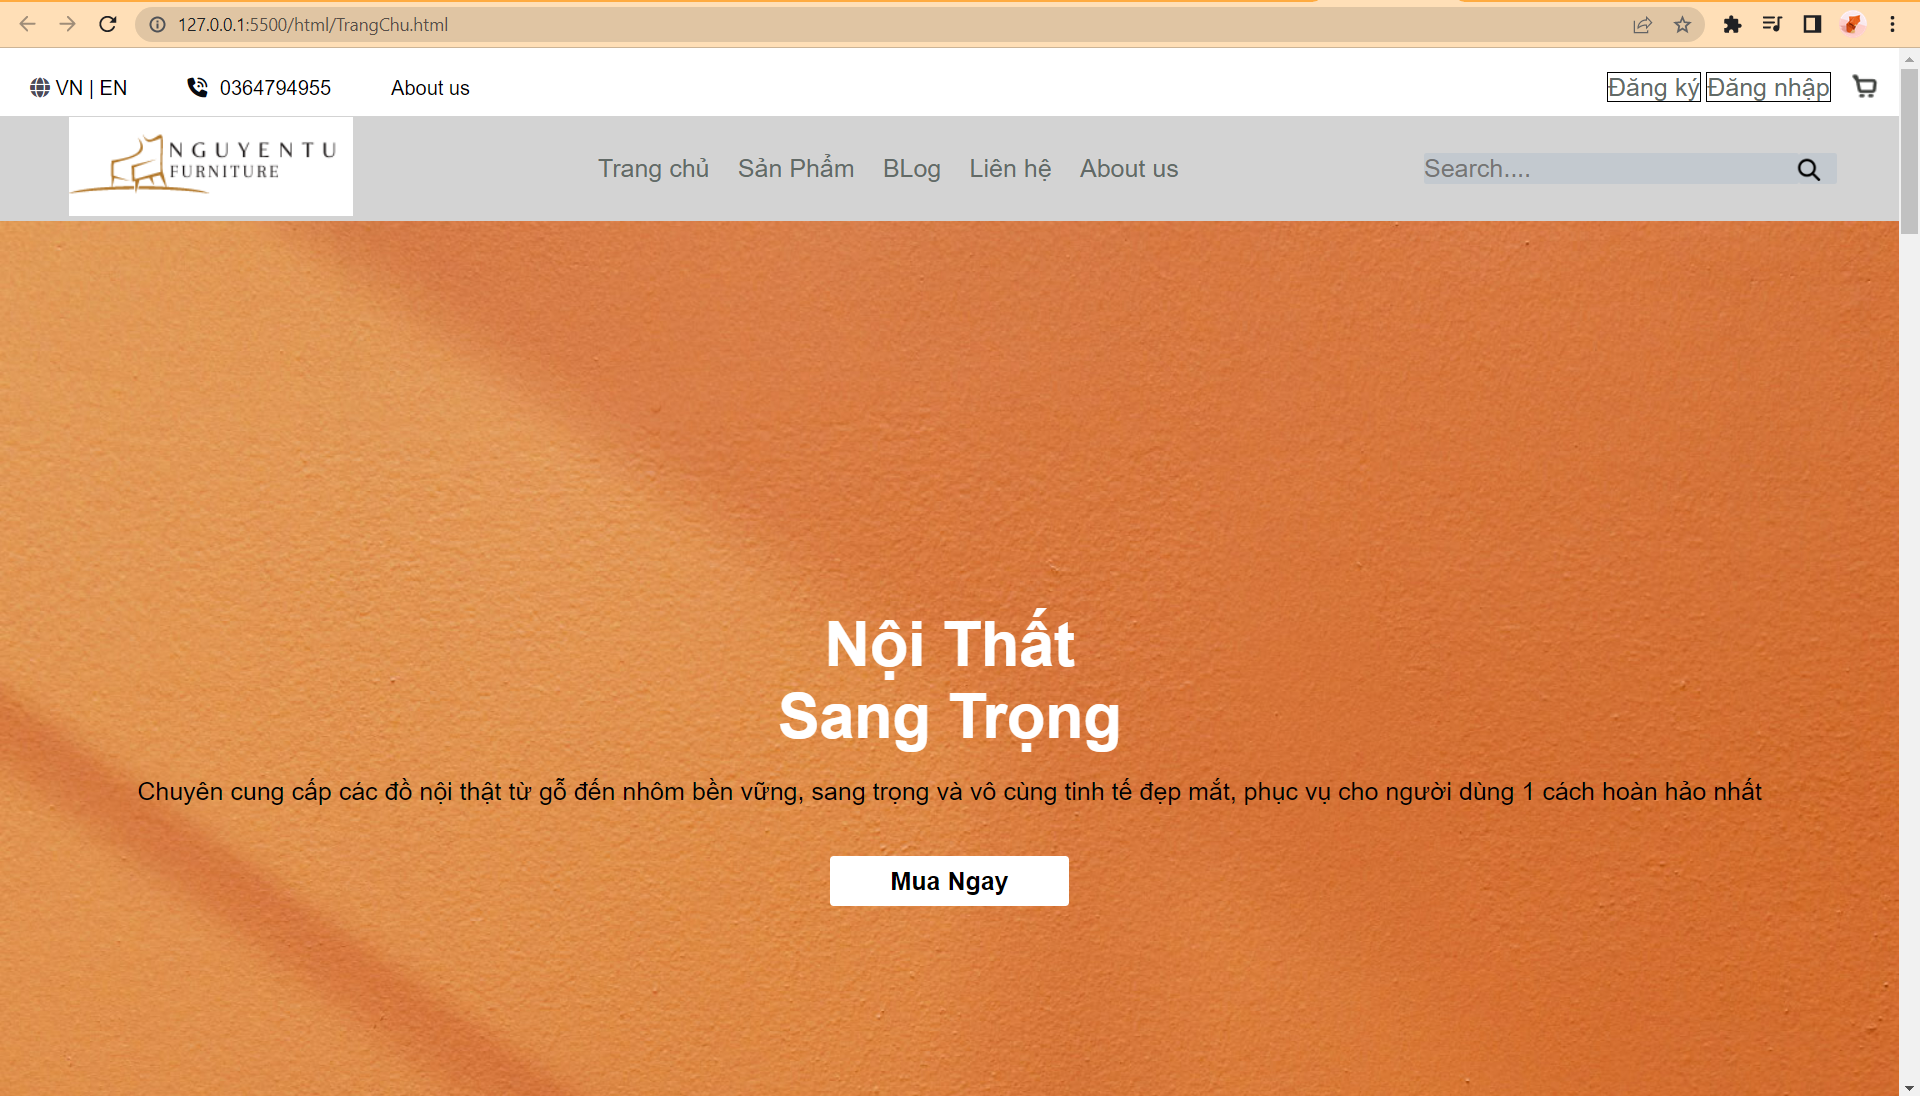 127.0.0.1:5500/html/TrangChu.html
VN | EN 0364794955 About us Đăng ký Đăng nhập
NGUYENTU
FURNITURE
Trang chủ Sản Phẩm BLog Liên hệ About us Search....
Nội Thất
Sang Trọng
Chuyên cung cấp các đồ nội thật từ gỗ đến nhôm bền vững, sang trọng và vô cùng tinh tế đẹp mắt, phục vụ cho người dùng 1 cách hoàn hảo nhất
Mua Ngay